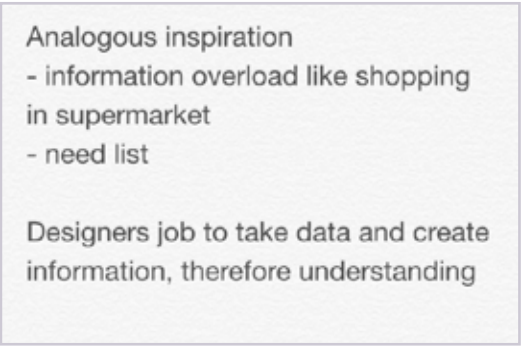 Analogous inspiration
- information overload like shopping
in supermarket
- need list
Designers job to take data and create
information, therefore understanding